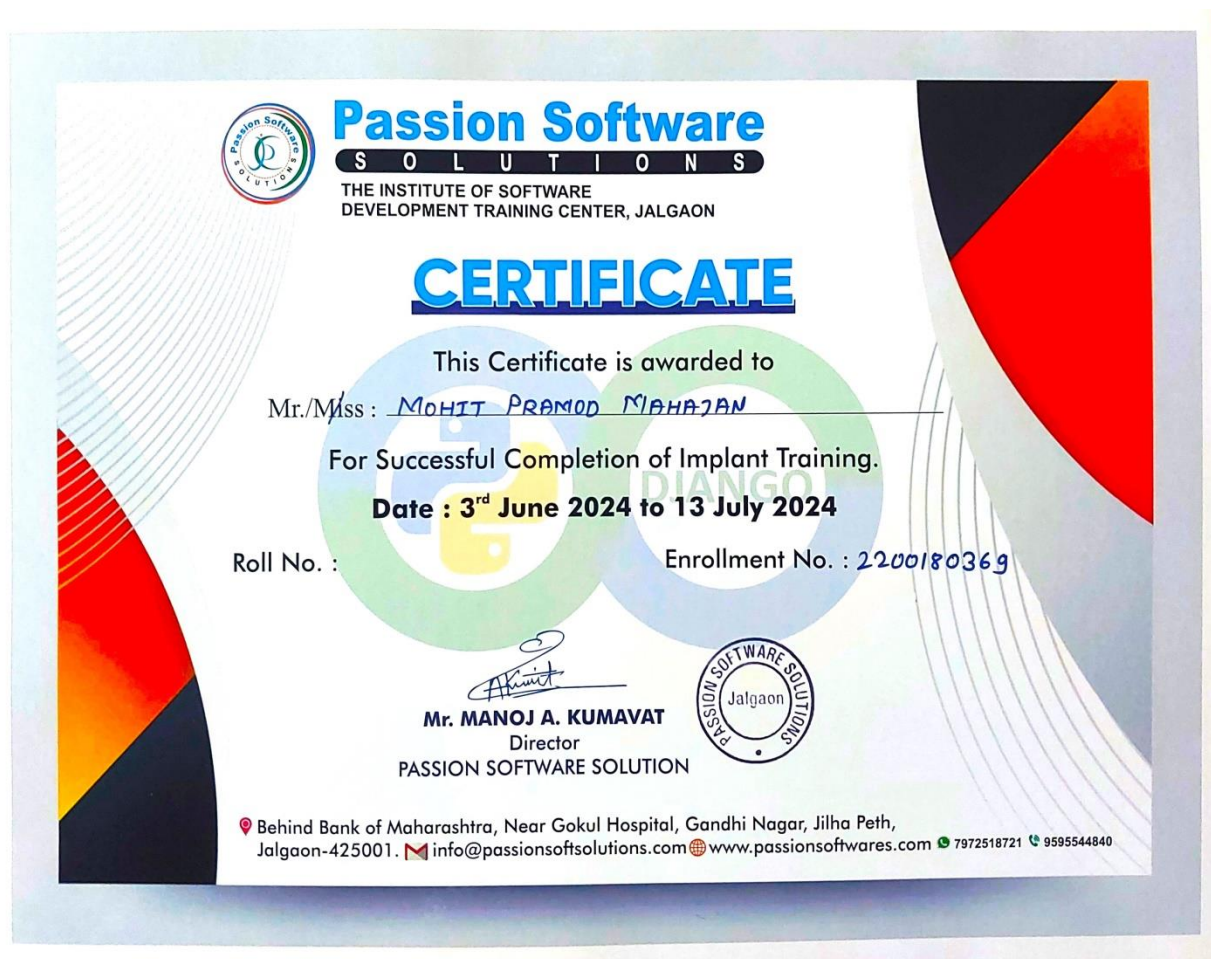 Passion Software
SOLUTIONS
Passion Software
SOLUTIONS
THE INSTITUTE OF SOFTWARE
DEVELOPMENT TRAINING CENTER, JALGAON
CERTIFICATE
This Certificate is awarded to
Mr./Miss : MOHIT PRAMOD MAHAJAN
For Successful Completion of Implant Training.
DJANGO
Date : 3rd June 2024 to 13 July 2024
Roll No. :
Enrollment No. : 2200180369
Mr. MANOJ A. KUMAVAT
Director
PASSION SOFTWARE SOLUTION
PASSION SOFTWARE SOLUTIONS
Jalgaon
Behind Bank of Maharashtra, Near Gokul Hospital, Gandhi Nagar, Jilha Peth,
Jalgaon-425001. info@passionsoftsolutions.com www.passionsoftwares.com 7972518721 9595544840